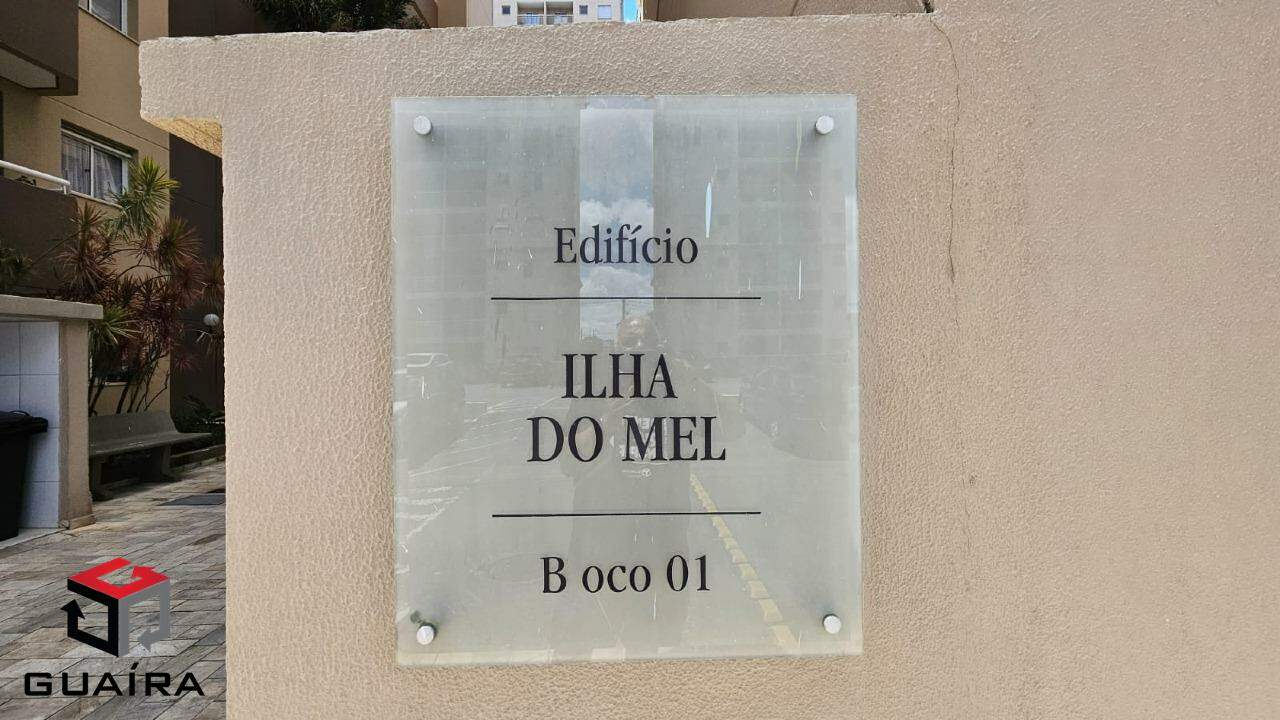 Edifício
ILHA
DO MEL
B oco 01
GUAÍRA